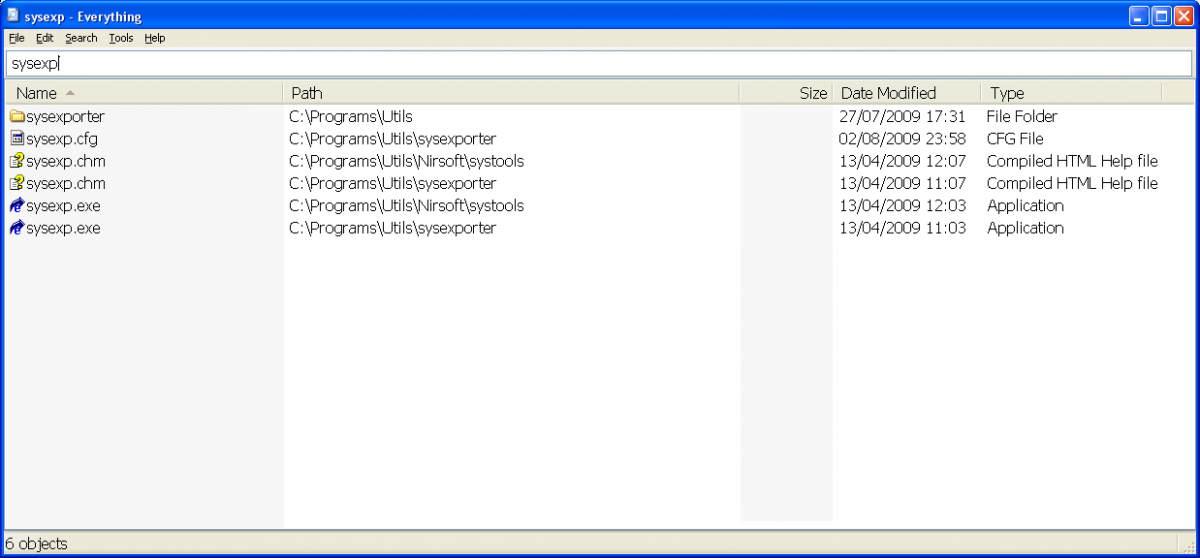 sysexp - Everything
File Edit Search Tools Help
sysexp
Name Path Size Date Modified Type
sysexporter C:\Programs\Utils 27/07/2009 17:31 File Folder
sysexp.cfg C:\Programs\Utils\sysexporter 02/08/2009 23:58 CFG File
sysexp.chm C:\Programs\Utils\Nirsoft\systools 13/04/2009 12:07 Compiled HTML Help file
sysexp.chm C:\Programs\Utils\sysexporter 13/04/2009 11:07 Compiled HTML Help file
sysexp.exe C:\Programs\Utils\Nirsoft\systools 13/04/2009 12:03 Application
sysexp.exe C:\Programs\Utils\sysexporter 13/04/2009 11:03 Application
6 objects